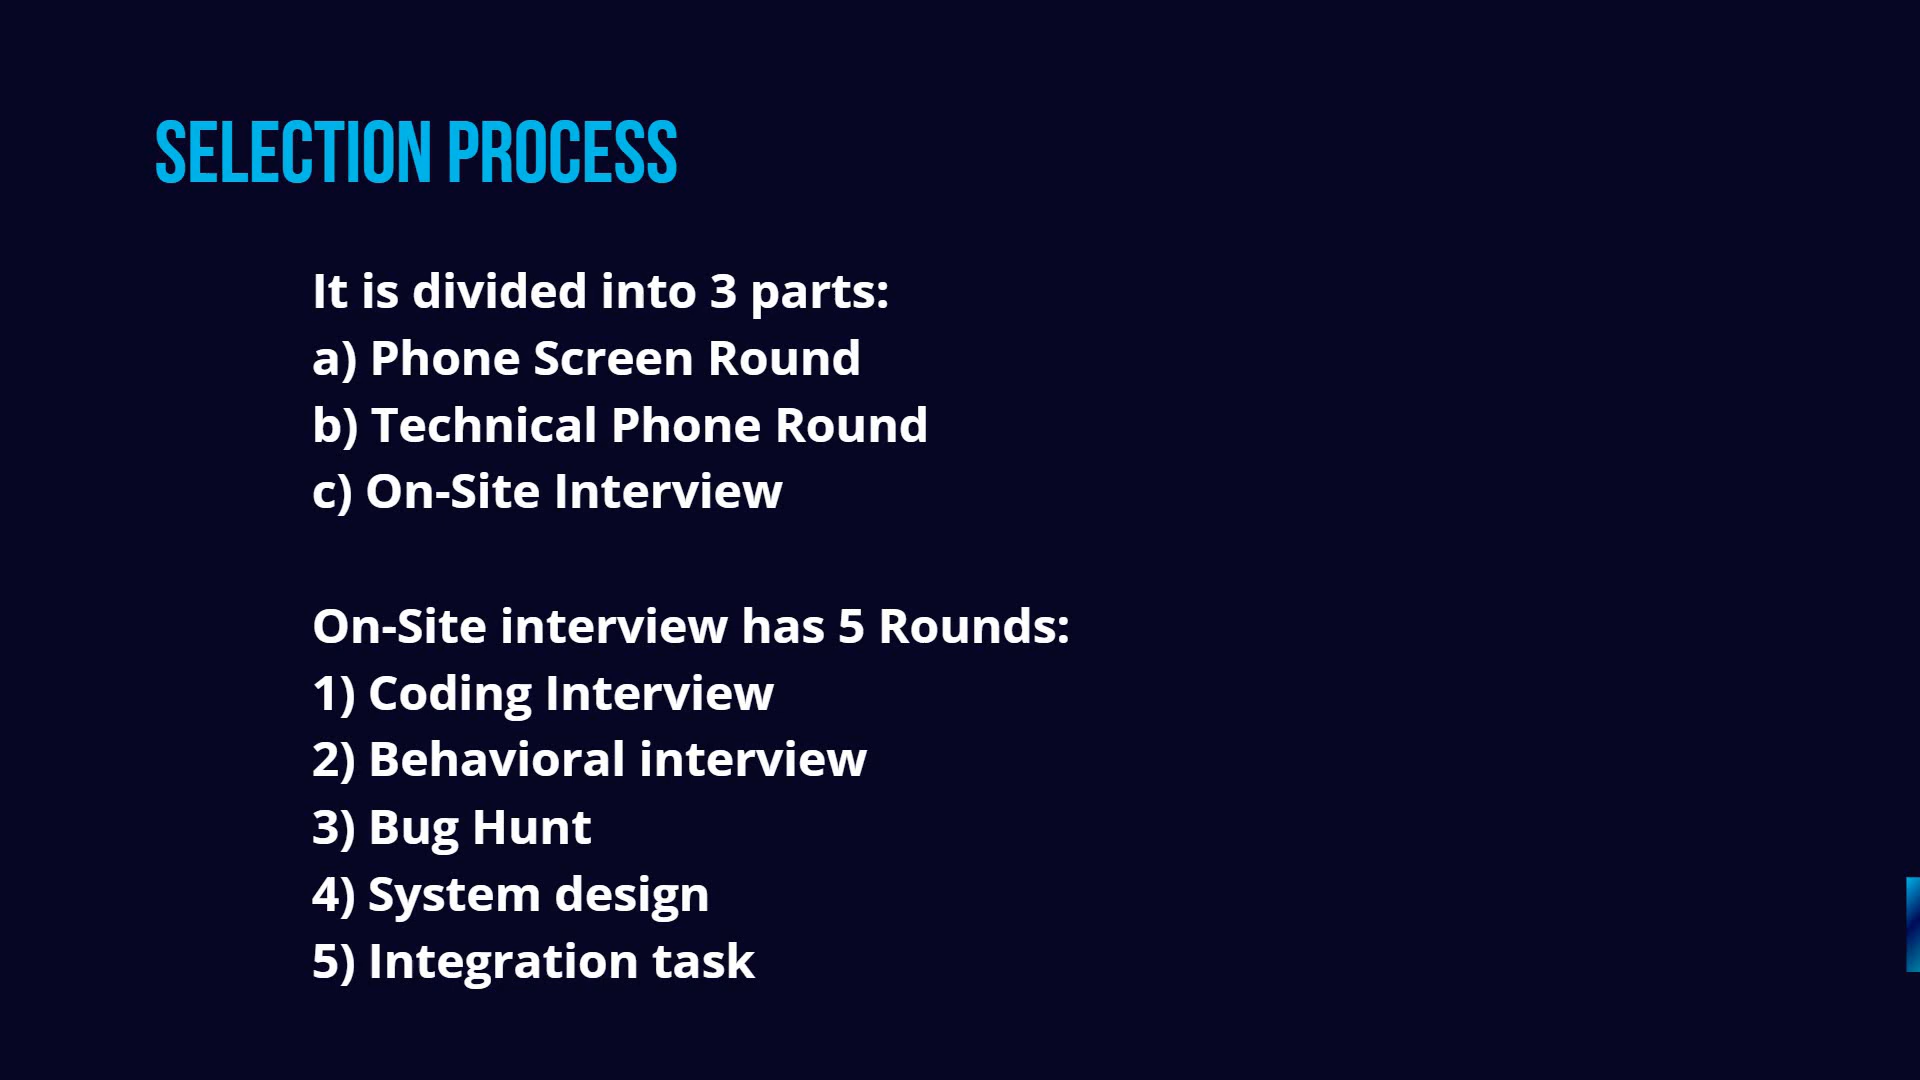 SELECTION PROCESS
It is divided into 3 parts:
a) Phone Screen Round
b) Technical Phone Round
c) On-Site Interview
On-Site interview has 5 Rounds:
1) Coding Interview
2) Behavioral interview
3) Bug Hunt
4) System design
5) Integration task